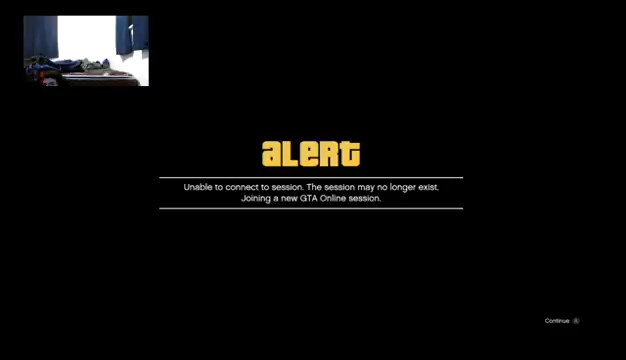 alert
Unable to connect to session. The session may no longer exist.
Joining a new GTA Online session.
Continue